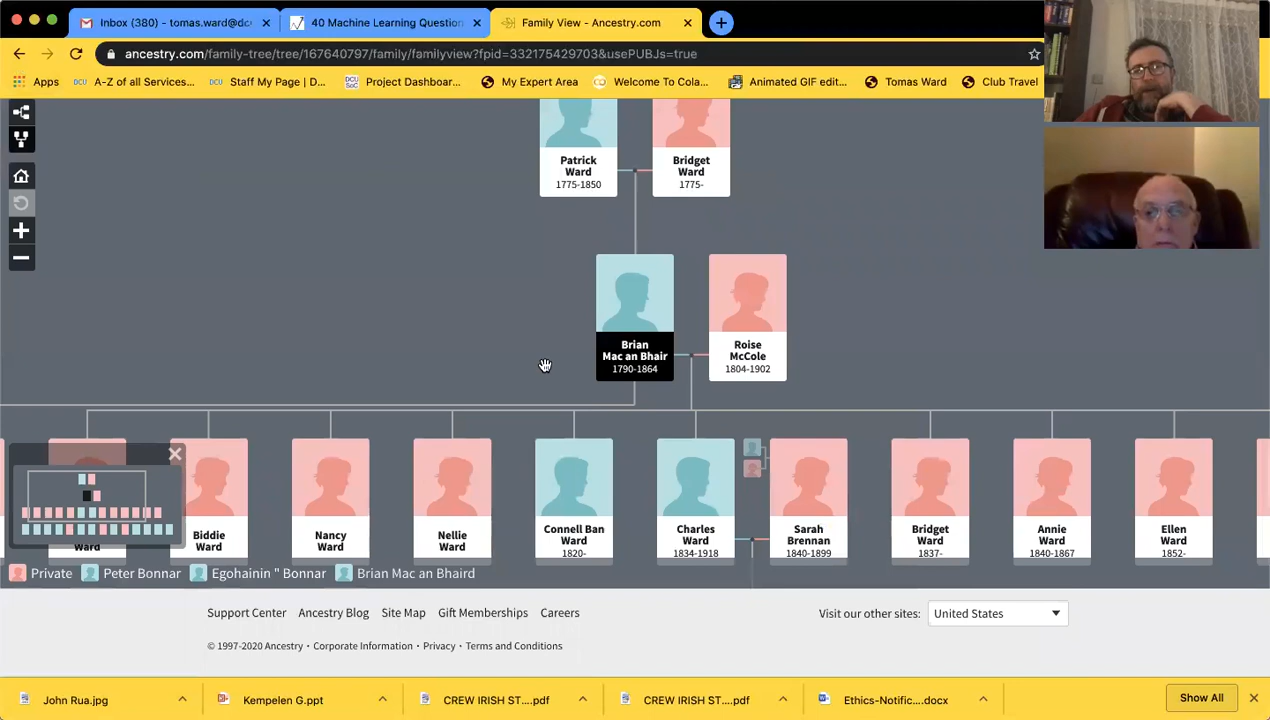 Inbox (380) - tomas.ward@dc
40 Machine Learning Question
Family View - Ancestry.com
ancestry.com/family-tree/tree/167640797/family/familyview?fpid=332175429703&usePUBJs=true
Apps
DCU A-Z of all Services...
DCU Staff My Page | D...
DCU SoC Project Dashboar...
My Expert Area
Welcome To Cola...
Animated GIF edit...
Tomas Ward
Club Travel
Patrick
Ward
1775-1850
Bridget
Ward
1775-
Brian
Mac an Bhair
1790-1864
Roise
McCole
1804-1902
Ward
Biddie
Ward
Nancy
Ward
Nellie
Ward
Connell Ban
Ward
1820-
Charles
Ward
1834-1918
Sarah
Brennan
1840-1899
Bridget
Ward
1837-
Annie
Ward
1840-1867
Ellen
Ward
1852-
Private
Peter Bonnar
Egohainin " Bonnar
Brian Mac an Bhaird
Support Center
Ancestry Blog
Site Map
Gift Memberships
Careers
Visit our other sites:
United States
© 1997-2020 Ancestry · Corporate Information · Privacy · Terms and Conditions
John Rua.jpg
Kempelen G.ppt
CREW IRISH ST....pdf
CREW IRISH ST....pdf
Ethics-Notific....docx
Show All